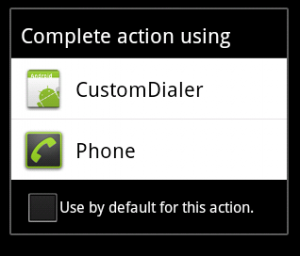 Complete action using
CustomDialer
Phone
Use by default for this action.